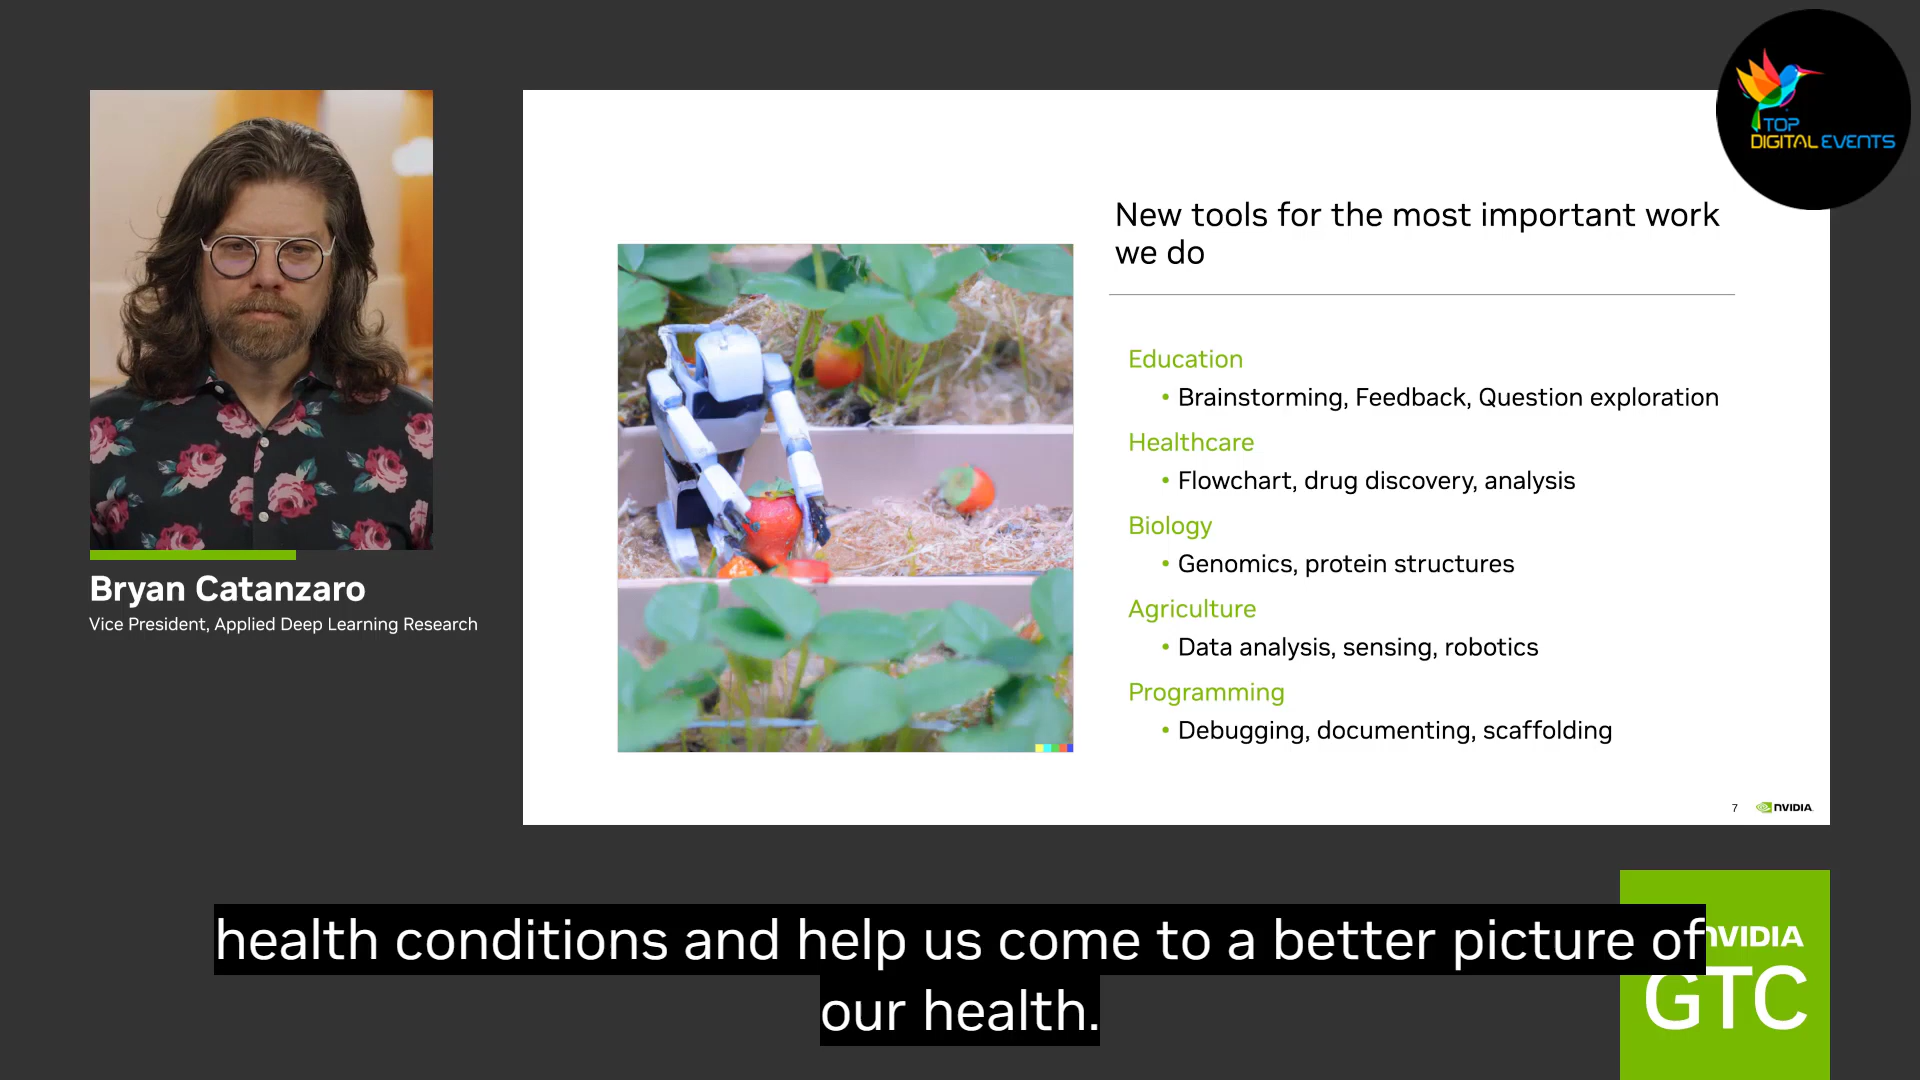 TOP
DIGITAL EVENTS
New tools for the most important work
we do
Education
• Brainstorming, Feedback, Question exploration
Healthcare
• Flowchart, drug discovery, analysis
Biology
• Genomics, protein structures
Agriculture
• Data analysis, sensing, robotics
Programming
• Debugging, documenting, scaffolding
7 NVIDIA
Bryan Catanzaro
Vice President, Applied Deep Learning Research
health conditions and help us come to a better picture of
our health.
NVIDIA
GTC